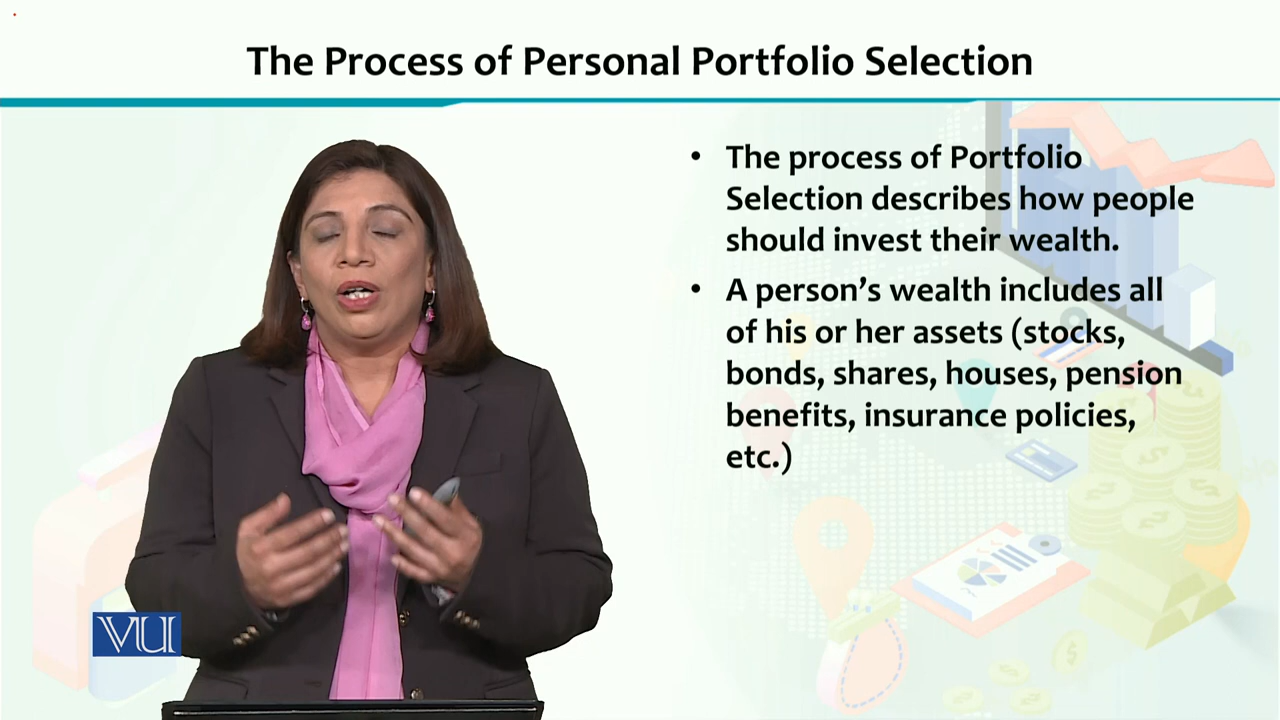 The Process of Personal Portfolio Selection
• The process of Portfolio
Selection describes how people
should invest their wealth.
• A person's wealth includes all
of his or her assets (stocks,
bonds, shares, houses, pension
benefits, insurance policies,
etc.)
VU